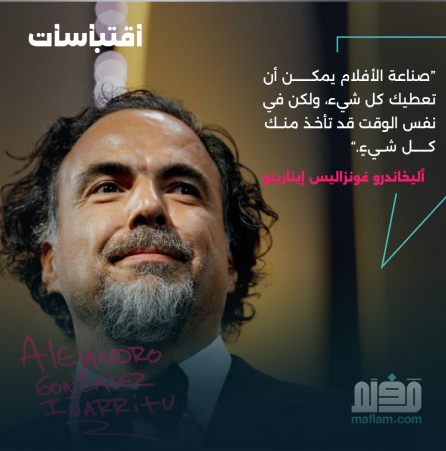 اقتباسات
"صناعة الأفلام يمكن أن
تعطيك كل شيء، ولكن في
نفس الوقت قد تأخذ منك
كل شيءٍ."
أليخاندرو غونزاليس إيناريتو
ALEJANDRO
GONZALEZ
INARRITU
مفلم
maflam.com